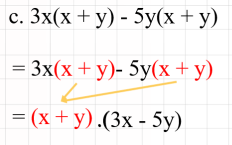 c. 3x(x + y) - 5y(x + y)
= 3x(x + y)- 5y(x + y)
= (x + y) .(3x - 5y)